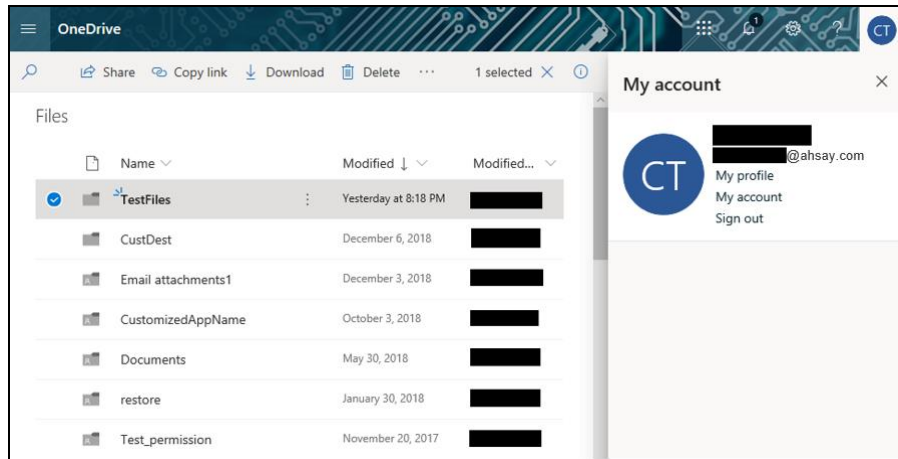 OneDrive 1 CT
Share Copy link Download Delete ... 1 selected
My account
Files
CT
@ahsay.com
My profile
My account
Sign out
Name Modified ↓ Modified...
TestFiles Yesterday at 8:18 PM
CustDest December 6, 2018
Email attachments1 December 3, 2018
CustomizedAppName October 3, 2018
Documents May 30, 2018
restore January 30, 2018
Test_permission November 20, 2017